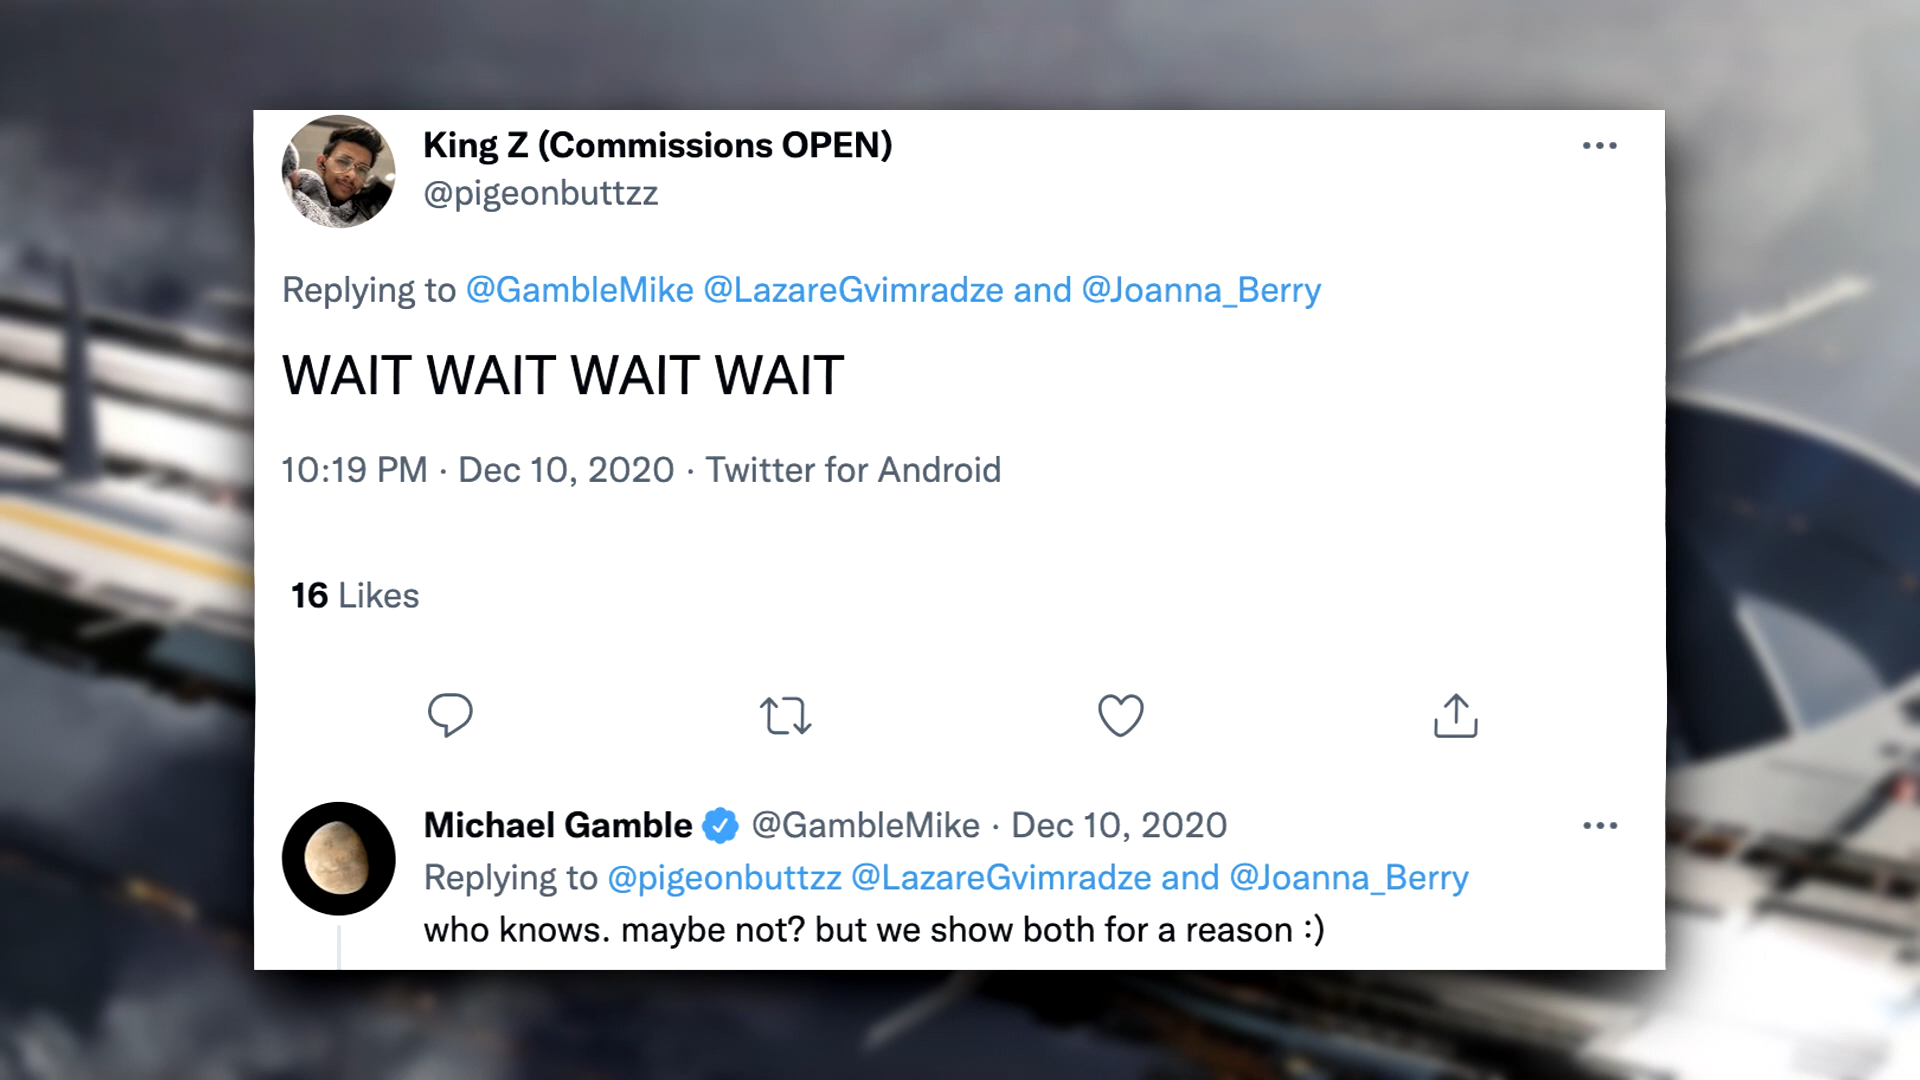 King Z (Commissions OPEN)
@pigeonbuttzz
Replying to @GambleMike @LazareGvimradze and @Joanna_Berry
WAIT WAIT WAIT WAIT
10:19 PM · Dec 10, 2020 · Twitter for Android
16 Likes
Michael Gamble @GambleMike · Dec 10, 2020
Replying to @pigeonbuttzz @LazareGvimradze and @Joanna_Berry
who knows. maybe not? but we show both for a reason :)